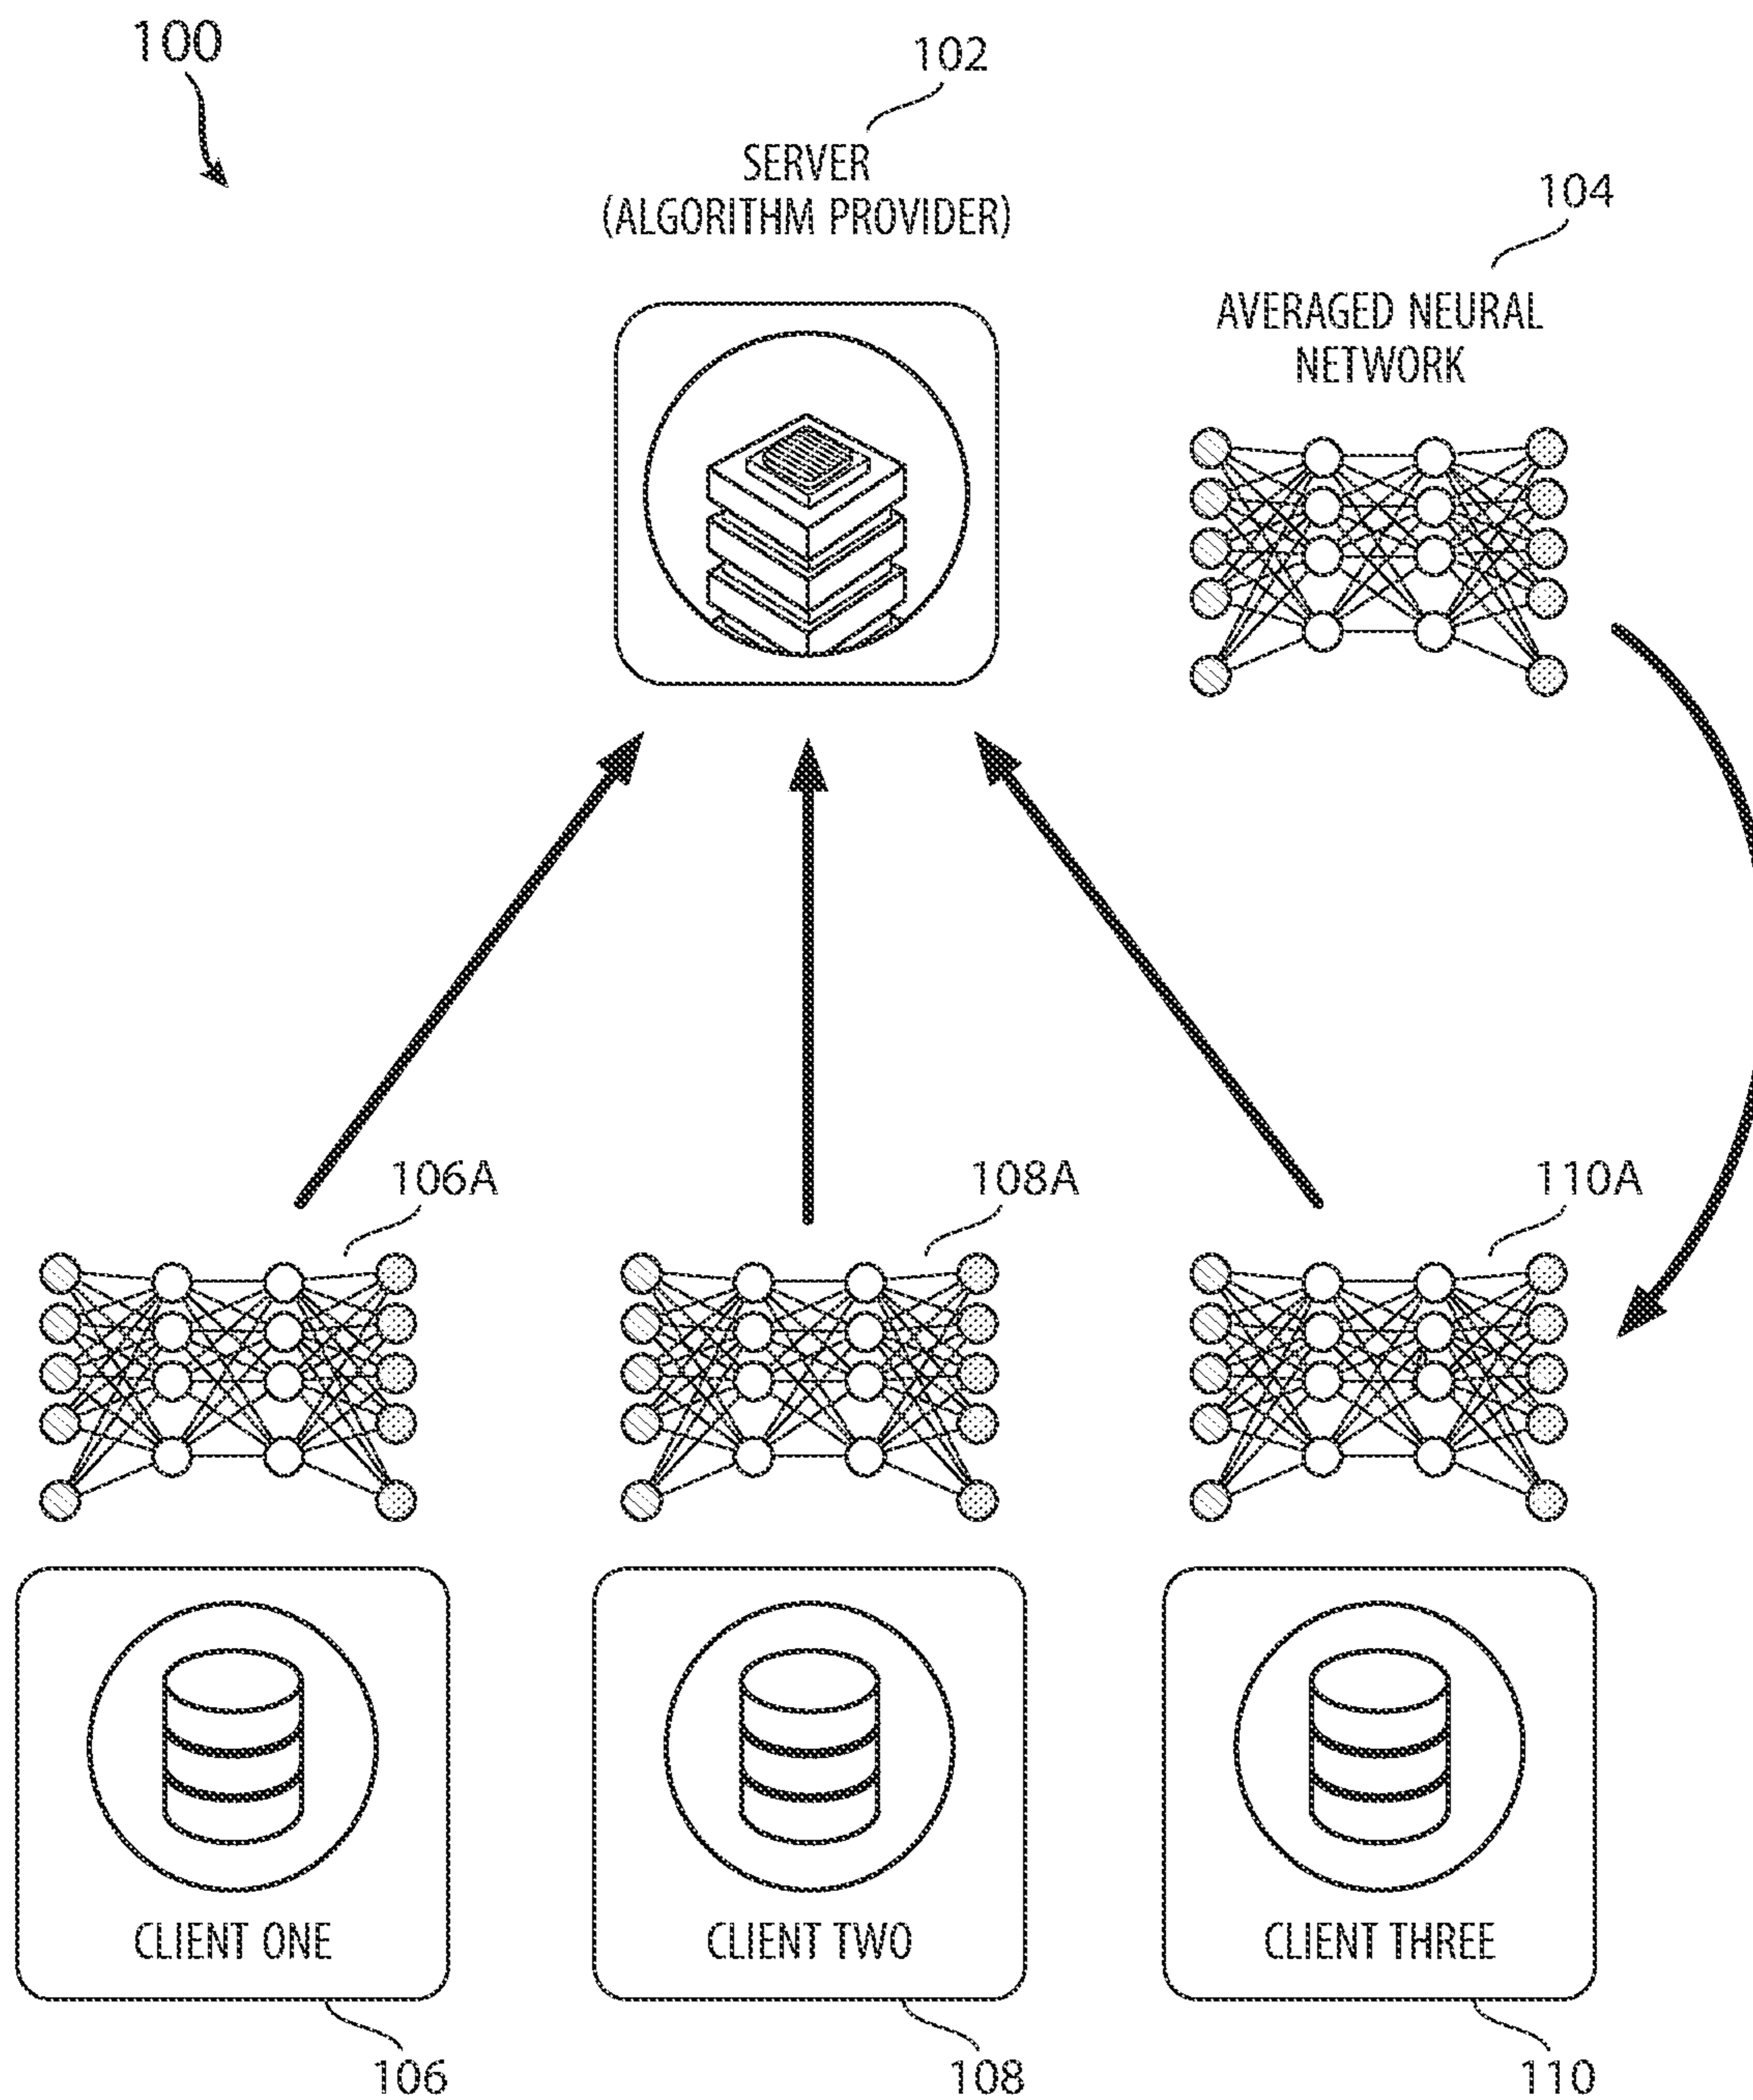 100
102
SERVER
(ALGORITHM PROVIDER)
104
AVERAGED NEURAL
NETWORK
106A
108A
110A
CLIENT ONE
CLIENT TWO
CLIENT THREE
106
108
110